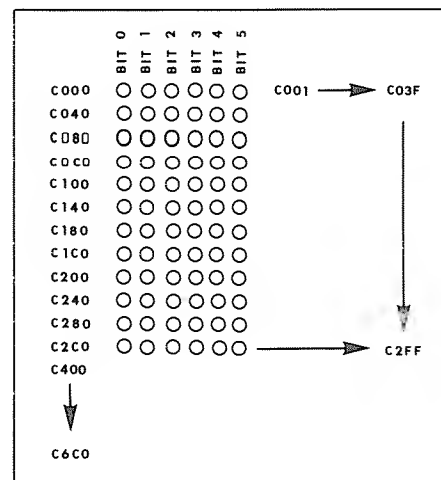 BIT 0 BIT 1 BIT 2 BIT 3 BIT 4 BIT 5
C000 C001 C03F
C040
C080
C0C0
C100
C140
C180
C1C0
C200
C240
C280
C2C0 C2FF
C400
C6C0